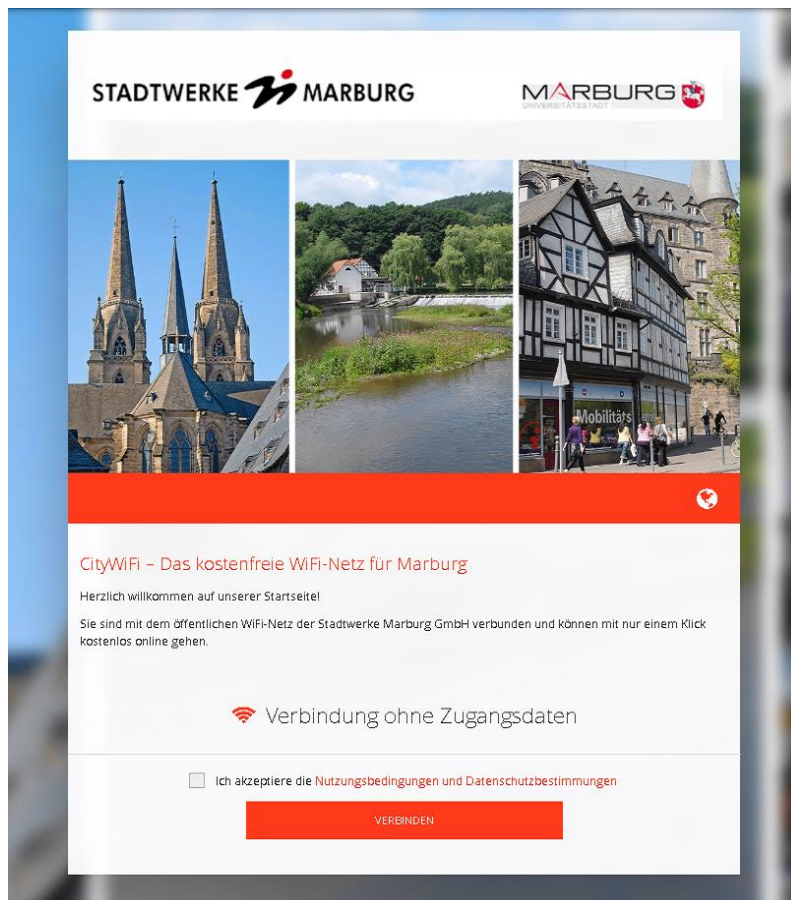 STADTWERKE MARBURG
MARBURG
UNIVERSITÄTSSTADT
Mobilitäts
CityWiFi – Das kostenfreie WiFi-Netz für Marburg
Herzlich willkommen auf unserer Startseite!
Sie sind mit dem öffentlichen WiFi-Netz der Stadtwerke Marburg GmbH verbunden und können mit nur einem Klick
kostenlos online gehen.
Verbindung ohne Zugangsdaten
Ich akzeptiere die Nutzungsbedingungen und Datenschutzbestimmungen
VERBINDEN